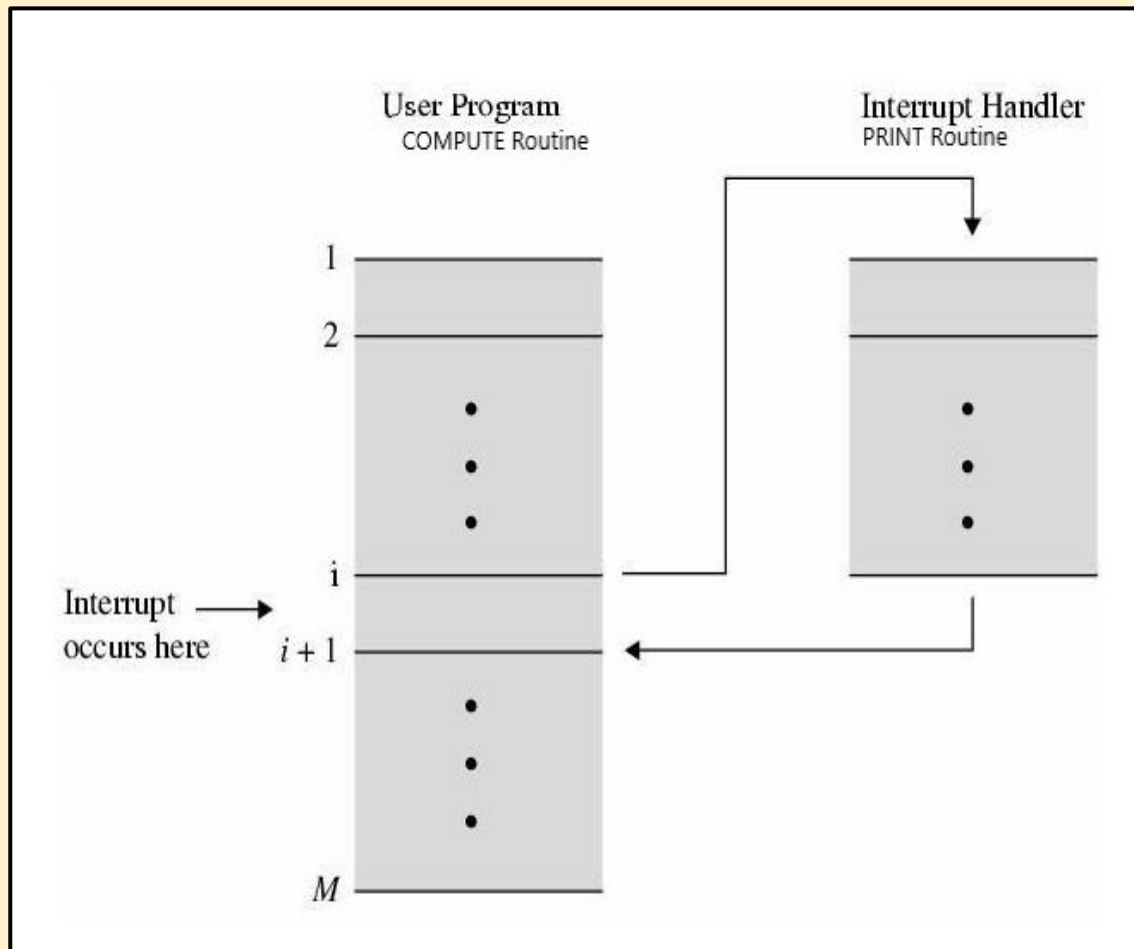 User Program
COMPUTE Routine
Interrupt Handler
PRINT Routine
1
2
i
Interrupt
occurs here
i + 1
M